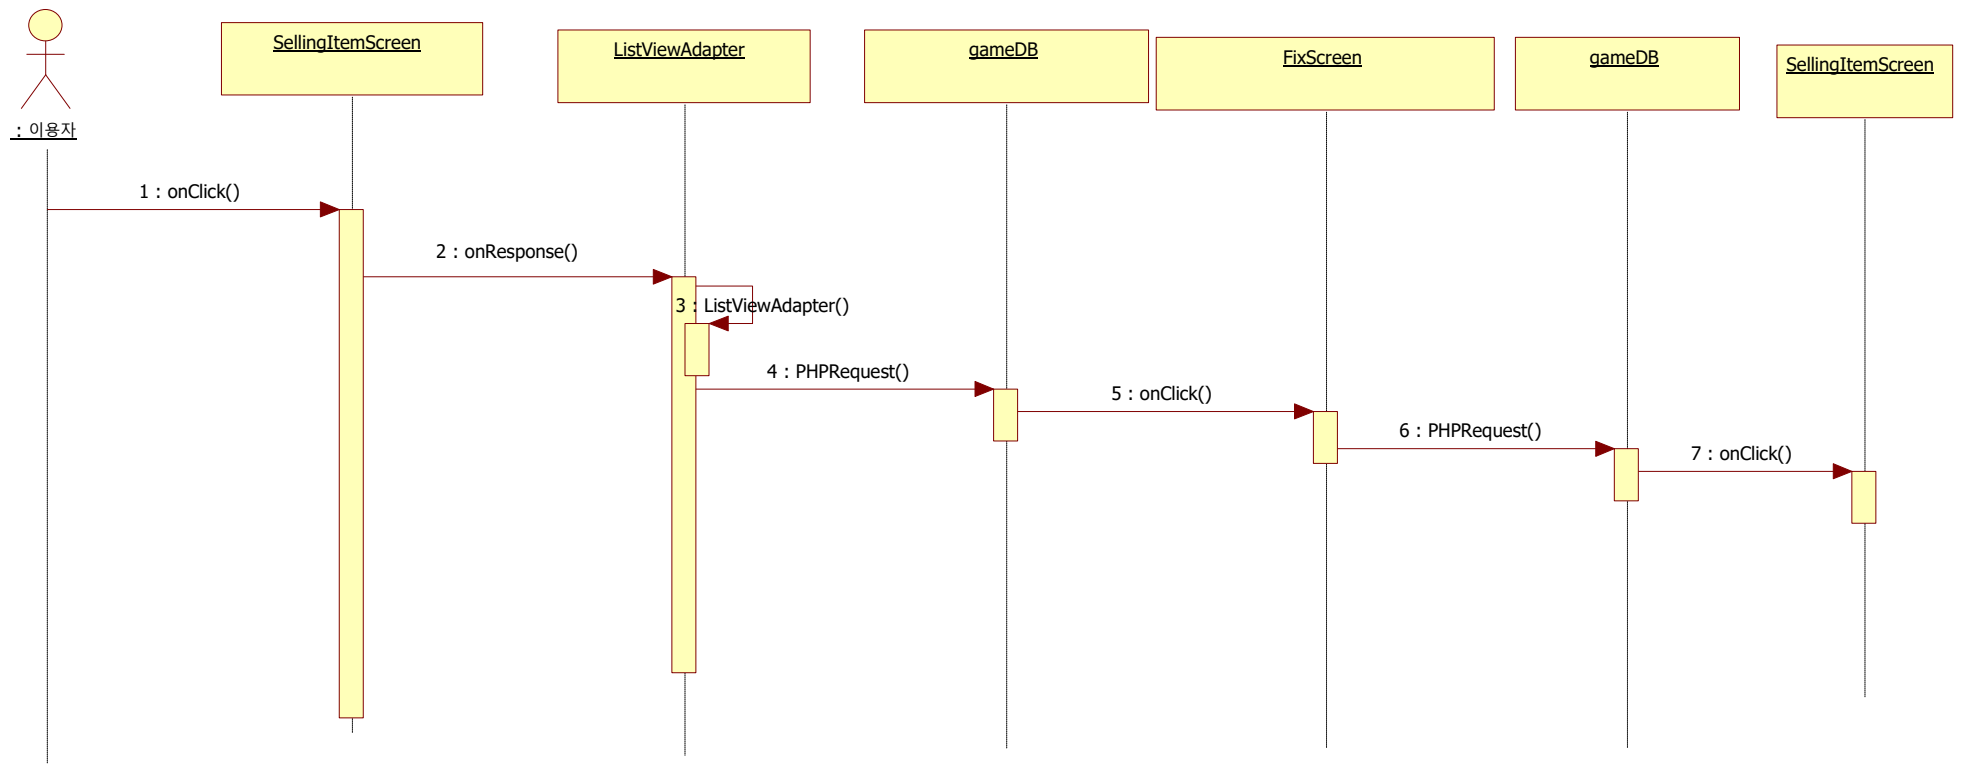 SellingItemScreen
ListViewAdapter
gameDB
FixScreen
gameDB
SellingItemScreen
: 이용자
1 : onClick()
2 : onResponse()
3 : ListViewAdapter()
4 : PHPRequest()
5 : onClick()
6 : PHPRequest()
7 : onClick()